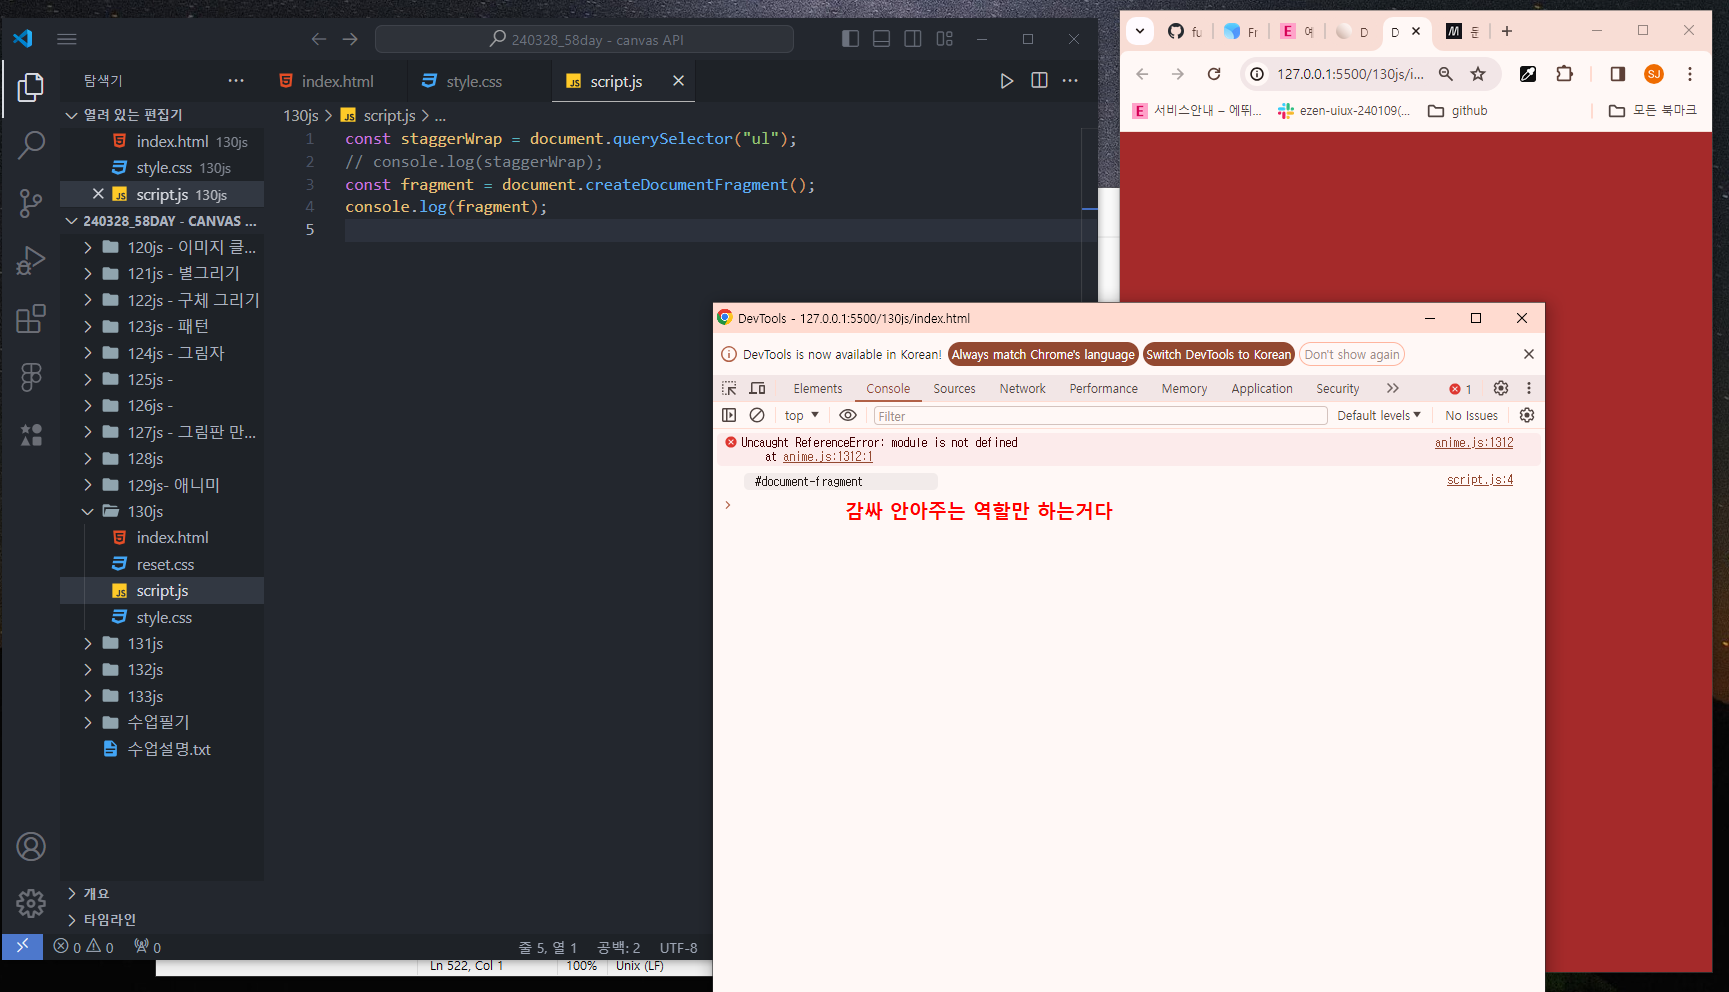 240328_58day - canvas API
탐색기
index.html
style.css
script.js
열려 있는 편집기
index.html 130js
style.css 130js
script.js 130js
240328_58DAY - CANVAS ...
120js - 이미지 클...
121js - 별그리기
122js - 구체 그리기
123js - 패턴
124js - 그림자
125js -
126js -
127js - 그림판 만...
128js
129js- 애니미
130js
index.html
reset.css
script.js
style.css
131js
132js
133js
수업필기
수업설명.txt
개요
타임라인
130js > script.js > ...
1 const staggerWrap = document.querySelector("ul");
2 // console.log(staggerWrap);
3 const fragment = document.createDocumentFragment();
4 console.log(fragment);
5
0 0 0
줄 5, 열 1 공백: 2 UTF-8
Ln 522, Col 1 100% Unix (LF)
fu Fr E 예 D D M 둔
127.0.0.1:5500/130js/i...
SJ
E 서비스안내 – 에뛰... ezen-uiux-240109(... github 모든 북마크
DevTools - 127.0.0.1:5500/130js/index.html
DevTools is now available in Korean! Always match Chrome's language Switch DevTools to Korean Don't show again
Elements Console Sources Network Performance Memory Application Security 1
top Filter Default levels No Issues
Uncaught ReferenceError: module is not defined anime.js:1312
at anime.js:1312:1
#document-fragment script.js:4
감싸 안아주는 역할만 하는거다